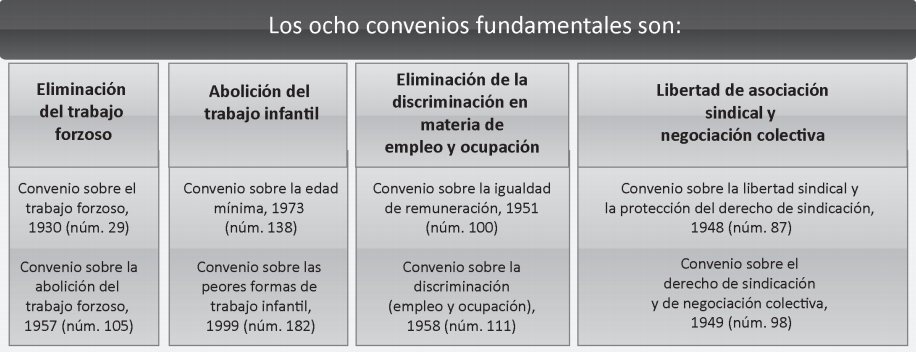 Los ocho convenios fundamentales son:
Eliminación
del trabajo
forzoso
Abolición del
trabajo infantil
Eliminación de la
discriminación en
materia de
empleo y ocupación
Libertad de asociación
sindical y
negociación colectiva
Convenio sobre el
trabajo forzoso,
1930 (núm. 29)
Convenio sobre la edad
mínima, 1973
(núm. 138)
Convenio sobre la igualdad
de remuneración, 1951
(núm. 100)
Convenio sobre la libertad sindical y
la protección del derecho de sindicación,
1948 (núm. 87)
Convenio sobre la
abolición del
trabajo forzoso,
1957 (núm. 105)
Convenio sobre las
peores formas de
trabajo infantil,
1999 (núm. 182)
Convenio sobre la
discriminación
(empleo y ocupación),
1958 (núm. 111)
Convenio sobre el
derecho de sindicación
y de negociación colectiva,
1949 (núm. 98)